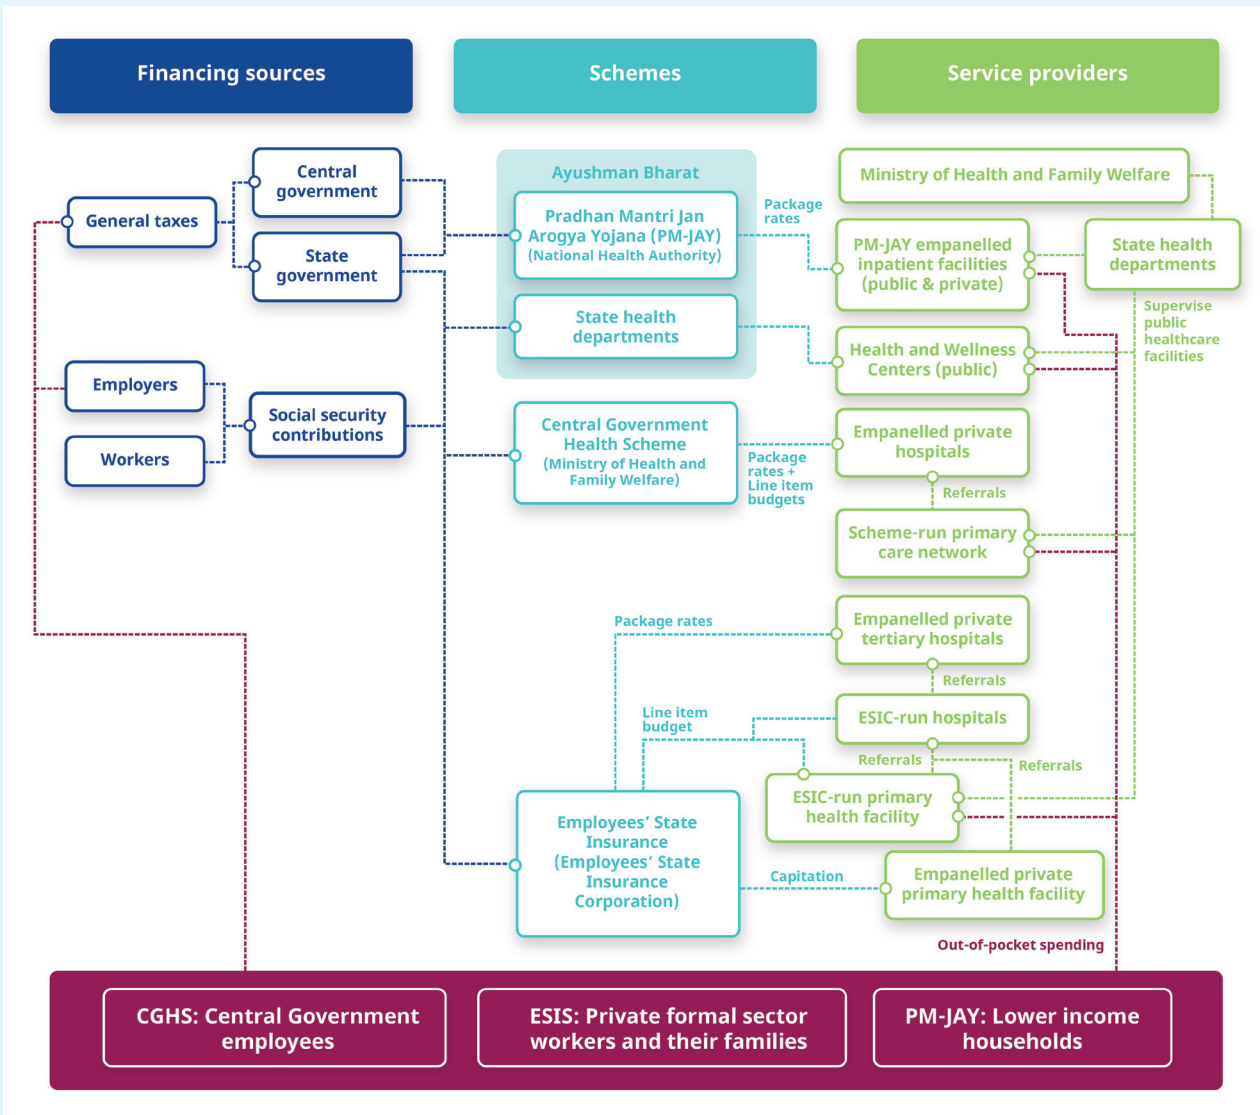 Financing sources
Schemes
Service providers
General taxes
Central
government
State
government
Employers
Workers
Social security
contributions
Ayushman Bharat
Pradhan Mantri Jan
Arogya Yojana (PM-JAY)
(National Health Authority)
State health
departments
Central Government
Health Scheme
(Ministry of Health and
Family Welfare)
Employees’ State
Insurance
(Employees’ State
Insurance
Corporation)
Package
rates
Package
rates +
Line item
budgets
Package rates
Line item
budget
Capitation
Ministry of Health and Family Welfare
PM-JAY empanelled
inpatient facilities
(public & private)
State health
departments
Supervise
public
healthcare
facilities
Health and Wellness
Centers (public)
Empanelled private
hospitals
Referrals
Scheme-run primary
care network
Empanelled private
tertiary hospitals
Referrals
ESIC-run hospitals
Referrals
Referrals
ESIC-run primary
health facility
Empanelled private
primary health facility
Out-of-pocket spending
CGHS: Central Government
employees
ESIS: Private formal sector
workers and their families
PM-JAY: Lower income
households